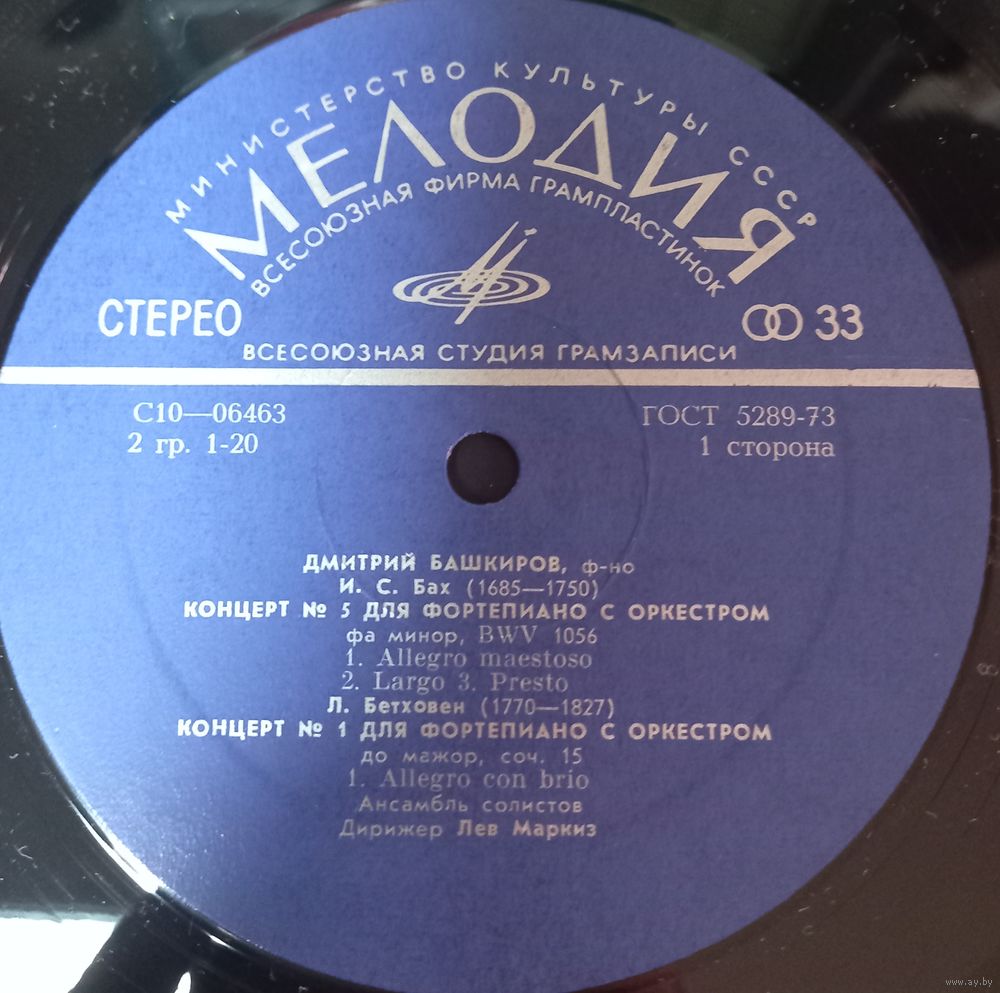 МИНИСТЕРСТВО КУЛЬТУРЫ СССР
МЕЛОДИЯ
ВСЕСОЮЗНАЯ ФИРМА ГРАМПЛАСТИНОК
СТЕРЕО 33
ВСЕСОЮЗНАЯ СТУДИЯ ГРАМЗАПИСИ
С10—06463 ГОСТ 5289-73
2 гр. 1-20 1 сторона
ДМИТРИЙ БАШКИРОВ, ф-но
И. С. Бах (1685—1750)
КОНЦЕРТ № 5 ДЛЯ ФОРТЕПИАНО С ОРКЕСТРОМ
фа минор, BWV 1056
1. Allegro maestoso
2. Largo 3. Presto
Л. Бетховен (1770—1827)
КОНЦЕРТ № 1 ДЛЯ ФОРТЕПИАНО С ОРКЕСТРОМ
до мажор, соч. 15
1. Allegro con brio
Ансамбль солистов
Дирижер Лев Маркиз
www.ay.by